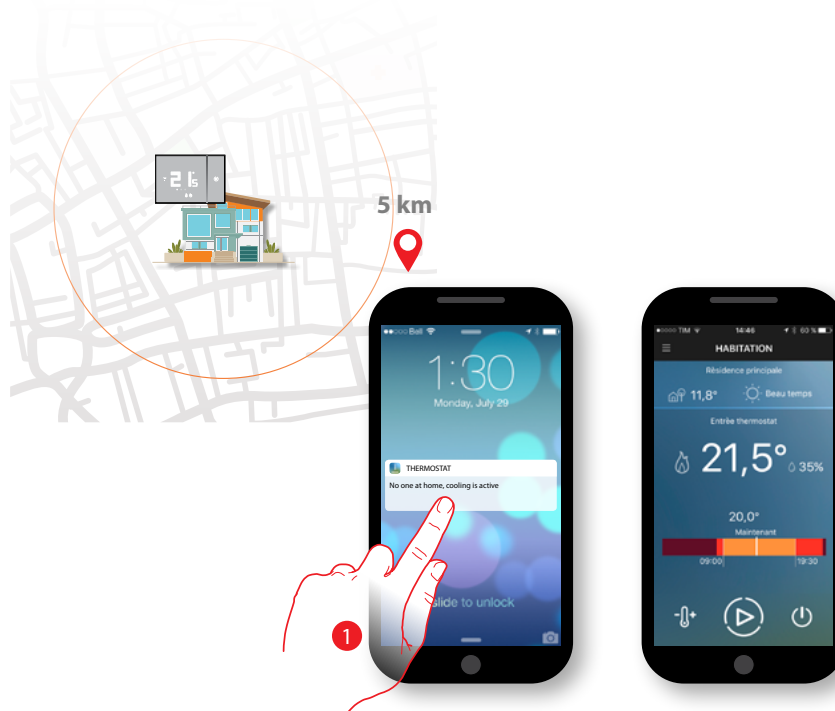 21,5
5 km
Bell
1:30
Monday, July 29
THERMOSTAT
No one at home, cooling is active
slide to unlock
1
TIM
14:46
60 %
HABITATION
Résidence principale
11,8°
Beau temps
Entrée thermostat
21,5°
35%
20,0°
Maintenant
09:00
19:30